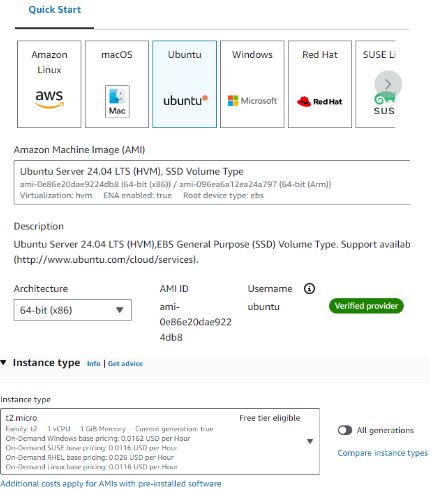 Quick Start
Amazon Linux
aws
macOS
Mac
Ubuntu
ubuntu
Windows
Microsoft
Red Hat
Red Hat
SUSE Li
SUS
Amazon Machine Image (AMI)
Ubuntu Server 24.04 LTS (HVM), SSD Volume Type
ami-0e86e20dae9224db8 (64-bit (x86)) / ami-096ea6a12ea24a797 (64-bit (Arm))
Virtualization: hvm ENA enabled: true Root device type: ebs
Description
Ubuntu Server 24.04 LTS (HVM),EBS General Purpose (SSD) Volume Type. Support availab
(http://www.ubuntu.com/cloud/services).
Architecture
64-bit (x86)
AMI ID
ami-
0e86e20dae922
4db8
Username
ubuntu
Verified provider
Instance type Info | Get advice
Instance type
t2.micro Free tier eligible
Family: t2 1 vCPU 1 GiB Memory Current generation: true
On-Demand Windows base pricing: 0.0162 USD per Hour
On-Demand SUSE base pricing: 0.0116 USD per Hour
On-Demand RHEL base pricing: 0.026 USD per Hour
On-Demand Linux base pricing: 0.0116 USD per Hour
All generations
Compare instance types
Additional costs apply for AMIs with pre-installed software